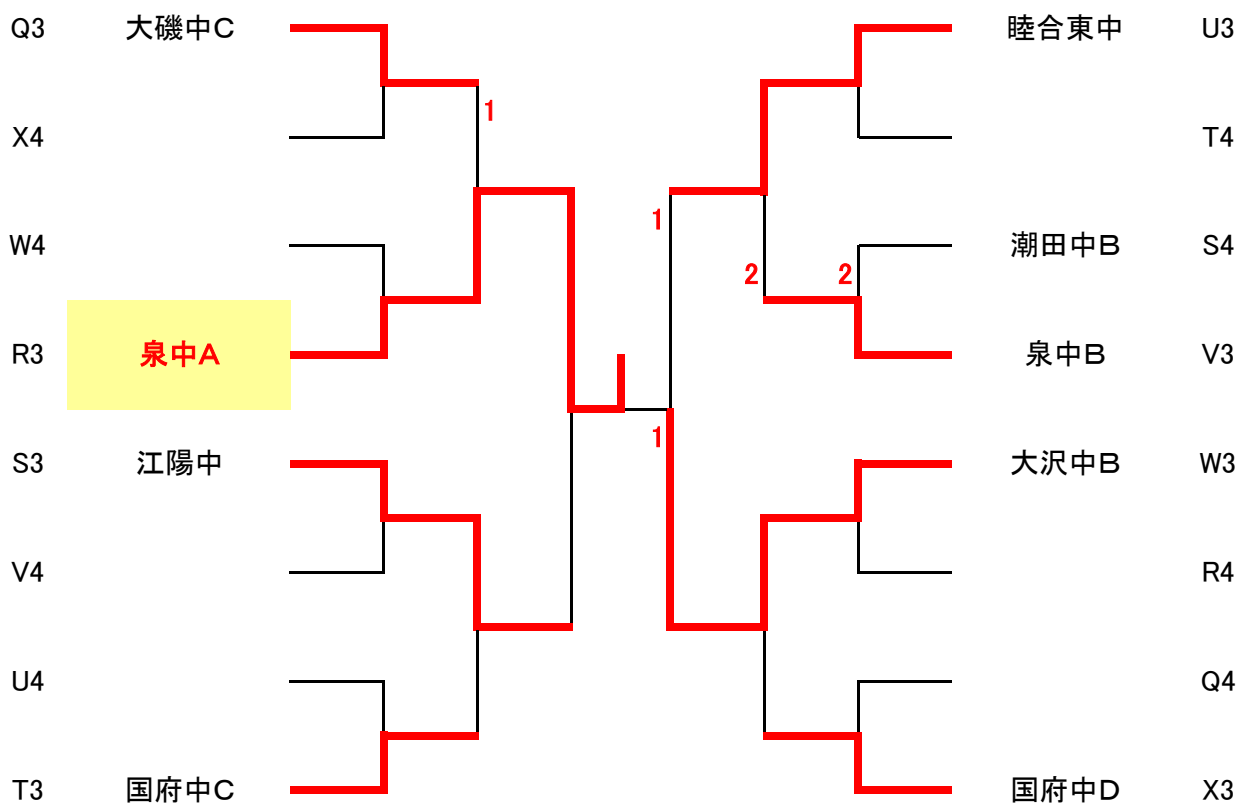 Q3 大磯中C 睦合東中 U3
1
X4 T4
1
W4 潮田中B S4
2 2
R3 泉中A 泉中B V3
1
S3 江陽中 大沢中B W3
V4 R4
U4 Q4
T3 国府中C 国府中D X3